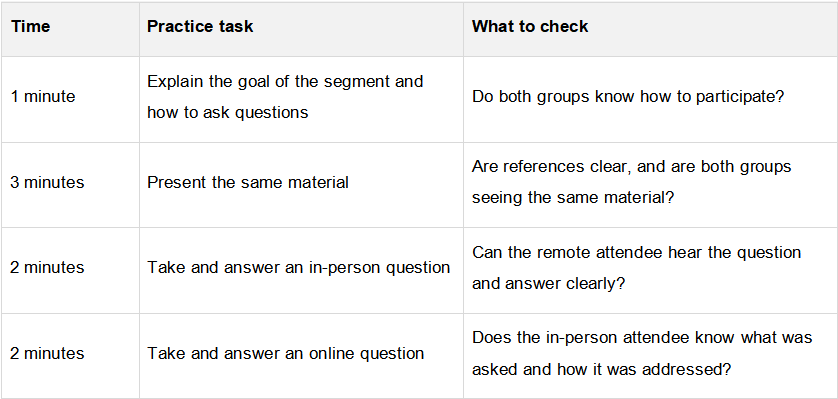 Time Practice task What to check
Explain the goal of the segment and
1 minute Do both groups know how to participate?
how to ask questions
Are references clear, and are both groups
3 minutes Present the same material
seeing the same material?
Can the remote attendee hear the question
2 minutes Take and answer an in-person question
and answer clearly?
Does the in-person attendee know what was
2 minutes Take and answer an online question
asked and how it was addressed?